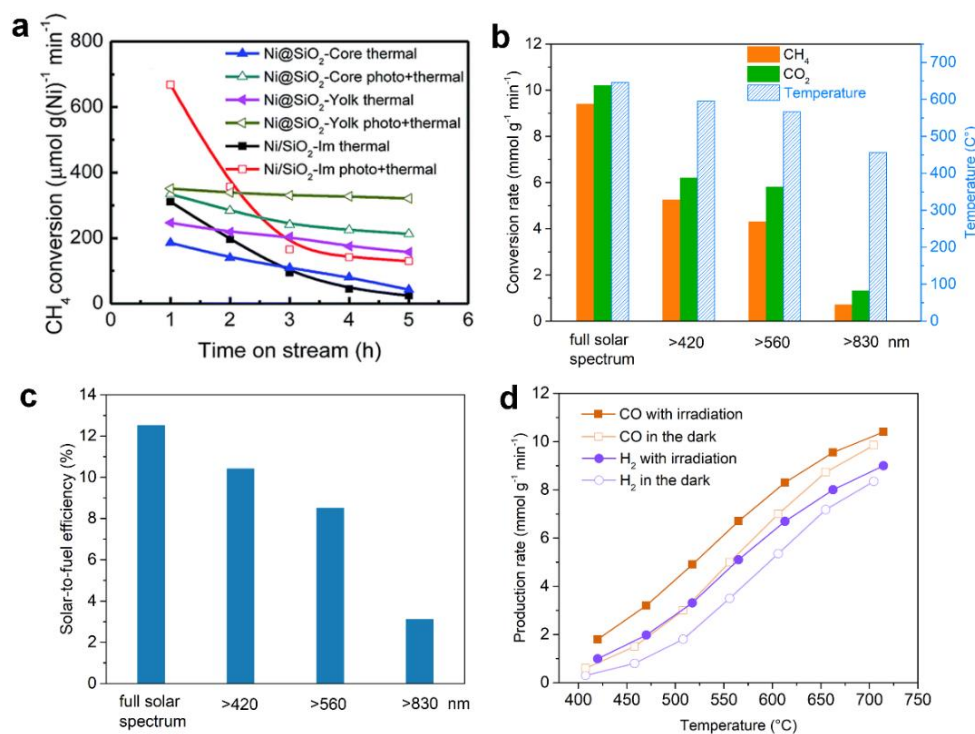 a
CH4 conversion (μmol g(Ni)⁻¹ min⁻¹)
800
600
400
200
0
Ni@SiO2-Core thermal
Ni@SiO2-Core photo+thermal
Ni@SiO2-Yolk thermal
Ni@SiO2-Yolk photo+thermal
Ni/SiO2-Im thermal
Ni/SiO2-Im photo+thermal
0 1 2 3 4 5 6
Time on stream (h)
b
Conversion rate (mmol g⁻¹ min⁻¹)
12
10
8
6
4
2
0
CH4
CO2
Temperature
700
600
500
400
300
200
100
0
Temperature (C°)
full solar
spectrum
>420 >560 >830 nm
c
Solar-to-fuel efficiency (%)
14
12
10
8
6
4
2
0
full solar
spectrum
>420 >560 >830 nm
d
Production rate (mmol g⁻¹ min⁻¹)
12
10
8
6
4
2
0
CO with irradiation
CO in the dark
H2 with irradiation
H2 in the dark
400 450 500 550 600 650 700 750
Temperature (°C)